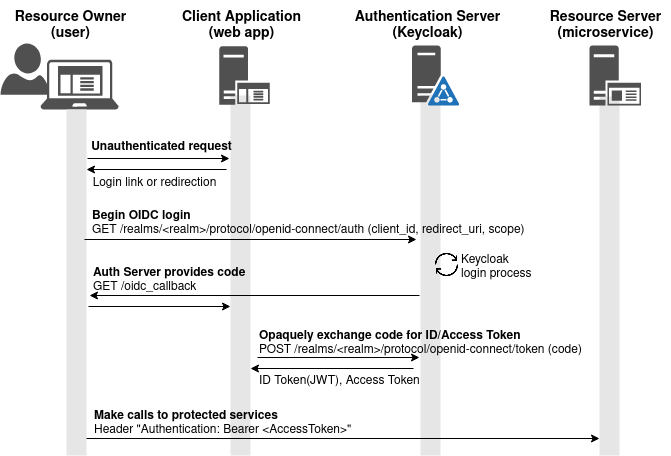 Resource Owner
(user)
Client Application
(web app)
Authentication Server
(Keycloak)
Resource Server
(microservice)
Unauthenticated request
Login link or redirection
Begin OIDC login
GET /realms/<realm>/protocol/openid-connect/auth (client_id, redirect_uri, scope)
Keycloak
login process
Auth Server provides code
GET /oidc_callback
Opaquely exchange code for ID/Access Token
POST /realms/<realm>/protocol/openid-connect/token (code)
ID Token(JWT), Access Token
Make calls to protected services
Header "Authentication: Bearer <AccessToken>"